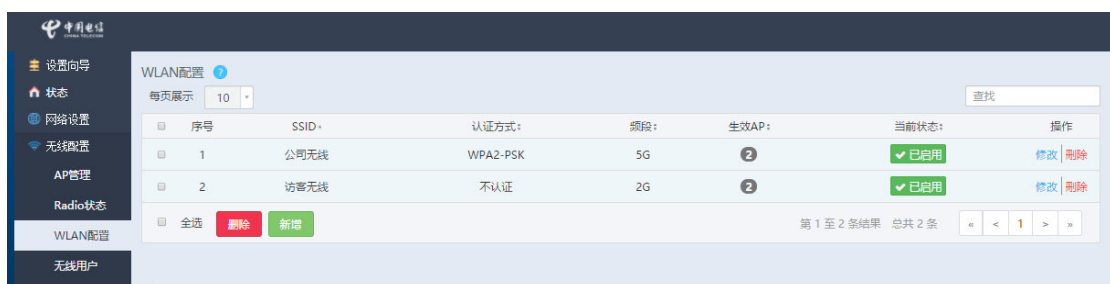 中国电信
CHINA TELECOM
设置向导
状态
网络设置
无线配置
AP管理
Radio状态
WLAN配置
无线用户
WLAN配置 ?
每页展示 10 查找
序号 SSID 认证方式 频段 生效AP 当前状态 操作
1 公司无线 WPA2-PSK 5G 2 已启用 修改 删除
2 访客无线 不认证 2G 2 已启用 修改 删除
全选 删除 新增 第 1 至 2 条结果 总共 2 条 « < 1 > »